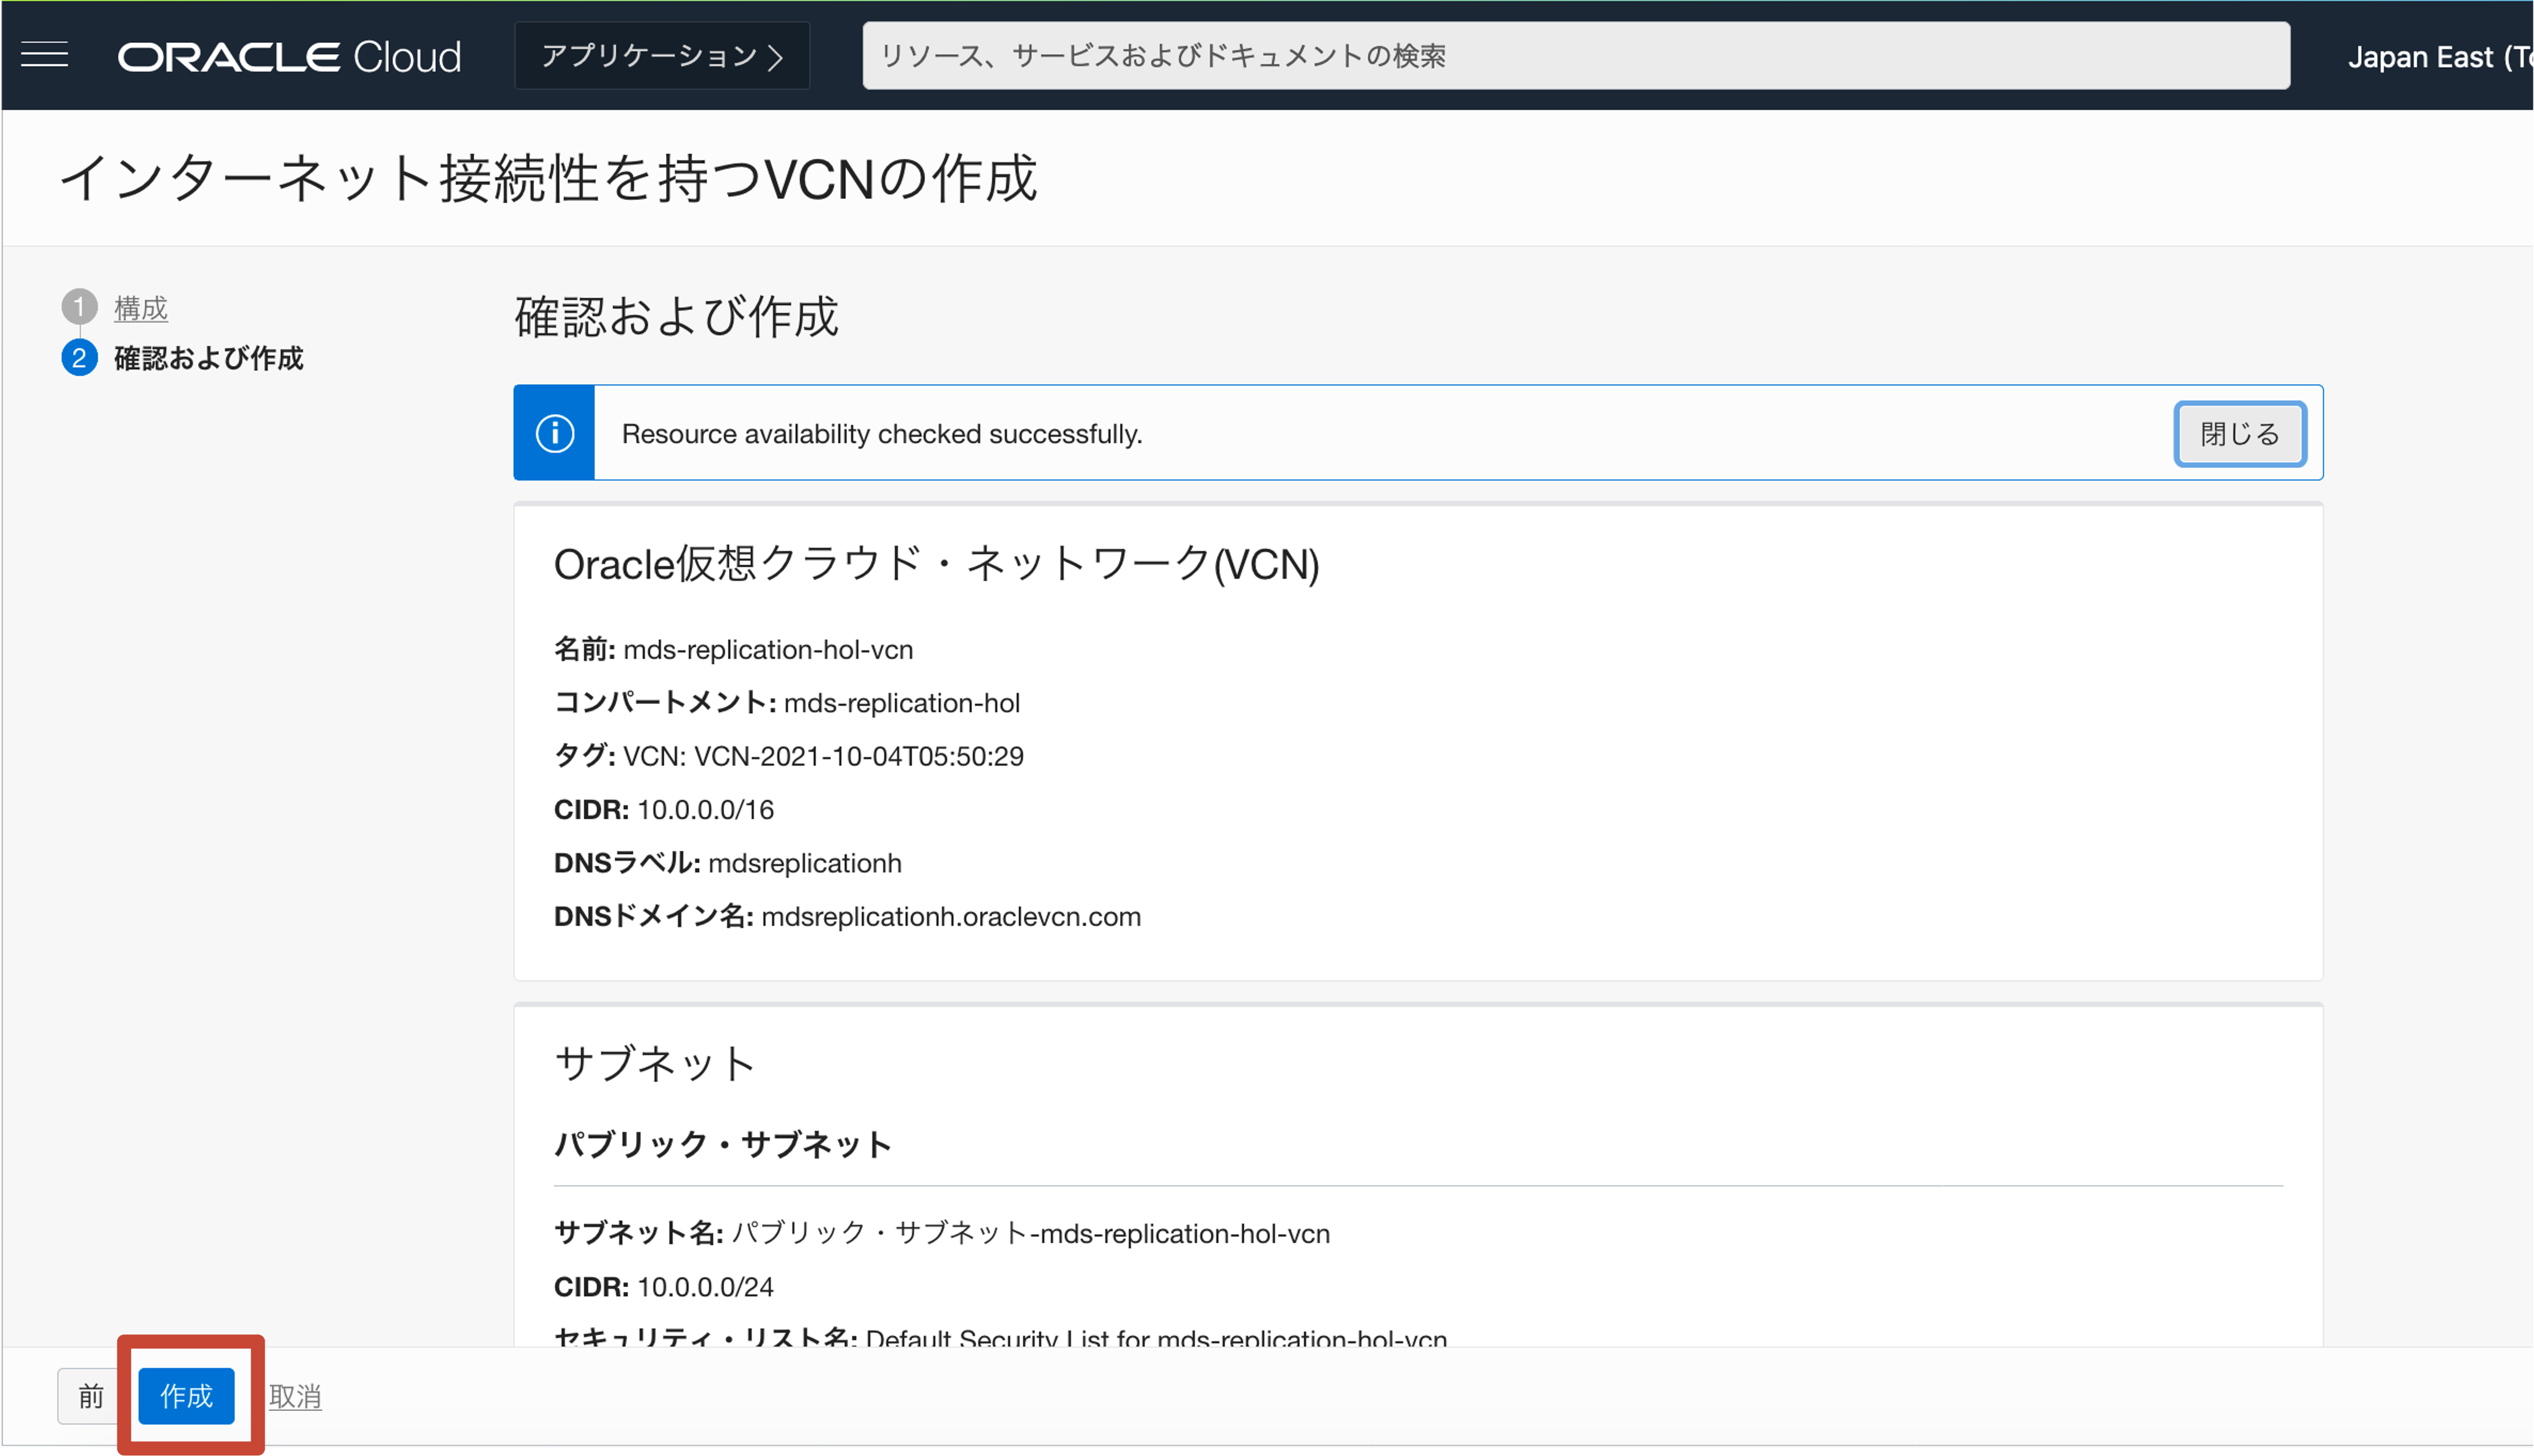 ORACLE Cloud
アプリケーション >
リソース、サービスおよびドキュメントの検索
Japan East (To
インターネット接続性を持つVCNの作成
1 構成
2 確認および作成
確認および作成
Resource availability checked successfully.
閉じる
Oracle仮想クラウド・ネットワーク(VCN)
名前: mds-replication-hol-vcn
コンパートメント: mds-replication-hol
タグ: VCN: VCN-2021-10-04T05:50:29
CIDR: 10.0.0.0/16
DNSラベル: mdsreplicationh
DNSドメイン名: mdsreplicationh.oraclevcn.com
サブネット
パブリック・サブネット
サブネット名: パブリック・サブネット-mds-replication-hol-vcn
CIDR: 10.0.0.0/24
セキュリティ・リスト名: Default Security List for mds-replication-hol-vcn
前
作成
取消